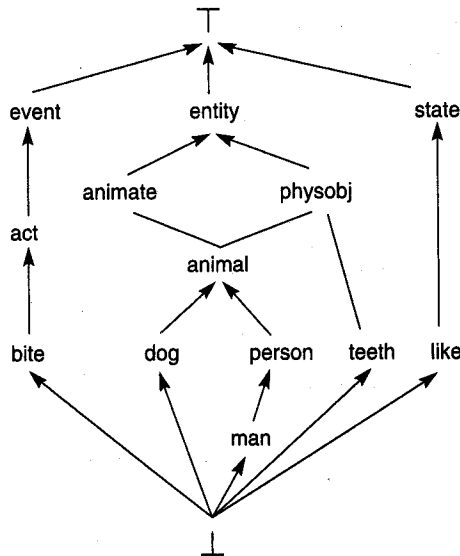 ⊤
event entity state
animate physobj
act
animal
bite dog person teeth like
man
⊥